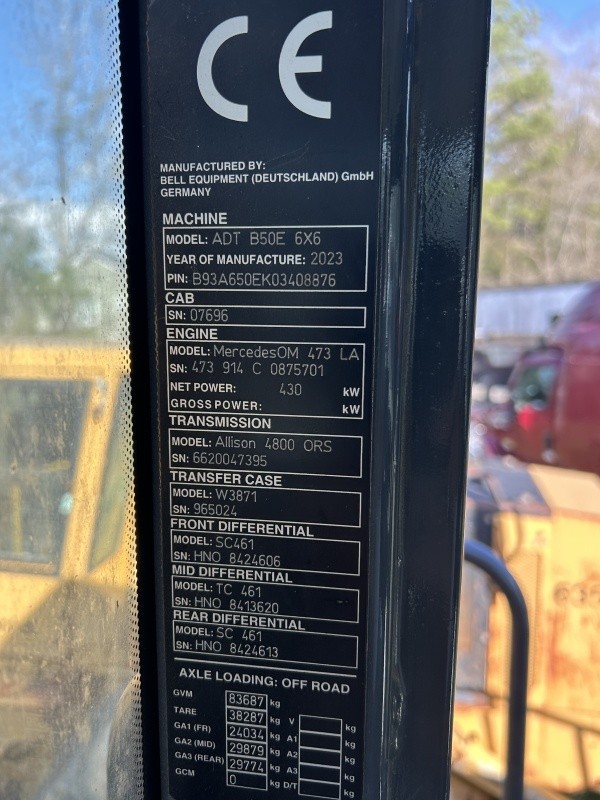 CE
MANUFACTURED BY:
BELL EQUIPMENT (DEUTSCHLAND) GmbH
GERMANY
MACHINE
MODEL: ADT B50E 6X6
YEAR OF MANUFACTURE: 2023
PIN: B93A650EK03408876
CAB
SN: 07696
ENGINE
MODEL: MercedesOM 473 LA
SN: 473 914 C 0875701
NET POWER: 430 kW
GROSS POWER: kW
TRANSMISSION
MODEL: Allison 4800 ORS
SN: 6620047395
TRANSFER CASE
MODEL: W3871
SN: 965024
FRONT DIFFERENTIAL
MODEL: SC461
SN: HNO 8424606
MID DIFFERENTIAL
MODEL: TC 461
SN: HNO 8413620
REAR DIFFERENTIAL
MODEL: SC 461
SN: HNO 8424613
AXLE LOADING: OFF ROAD
GVM 83687 kg
TARE 38287 kg V kg
GA1 (FR) 24034 kg A1 kg
GA2 (MID) 29879 kg A2 kg
GA3 (REAR) 29774 kg A3 kg
GCM 0 kg D/T kg